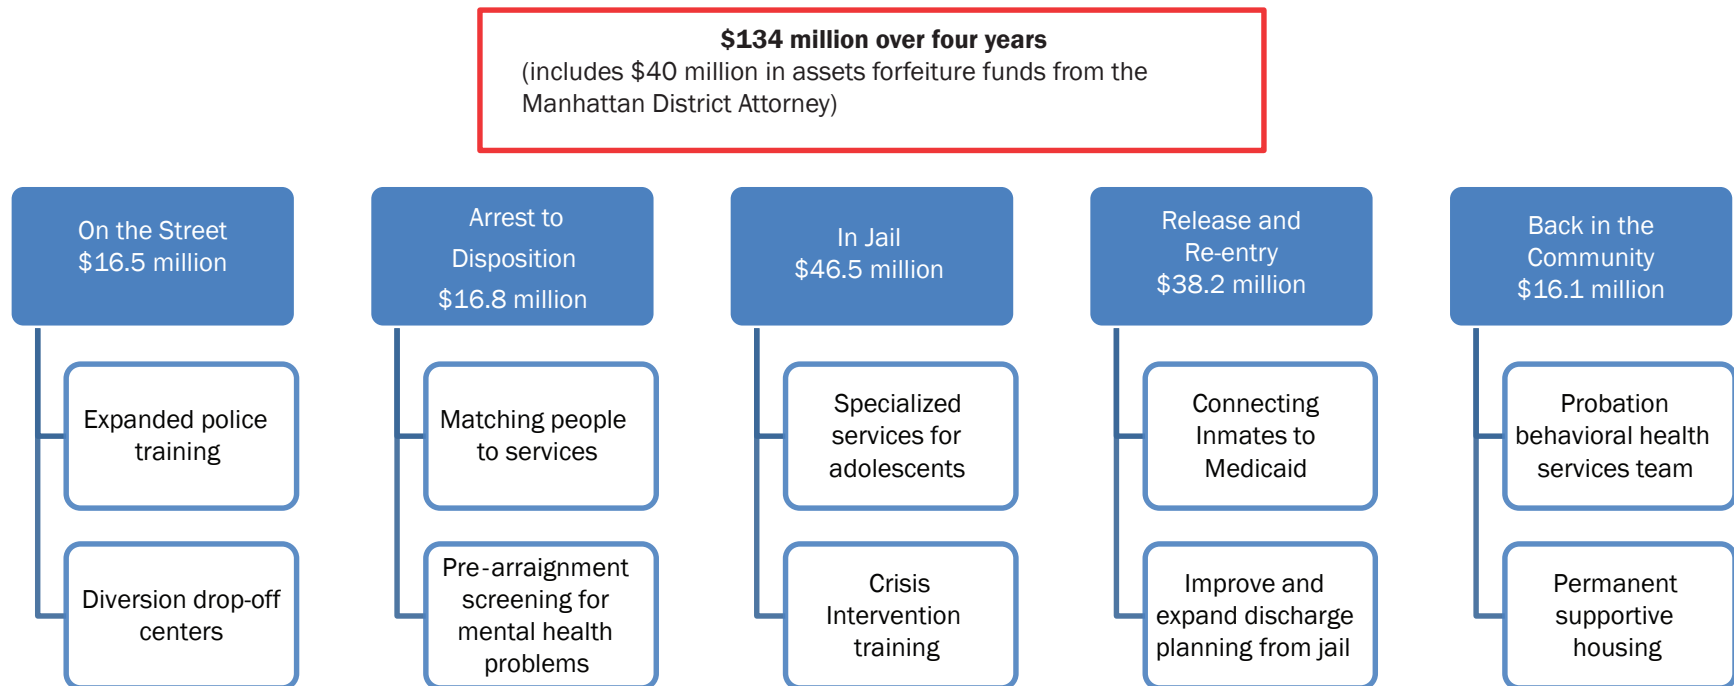 $134 million over four years
(includes $40 million in assets forfeiture funds from the
Manhattan District Attorney)
On the Street
$16.5 million
Expanded police
training
Diversion drop-off
centers
Arrest to
Disposition
$16.8 million
Matching people
to services
Pre-arraignment
screening for
mental health
problems
In Jail
$46.5 million
Specialized
services for
adolescents
Crisis
Intervention
training
Release and
Re-entry
$38.2 million
Connecting
Inmates to
Medicaid
Improve and
expand discharge
planning from jail
Back in the
Community
$16.1 million
Probation
behavioral health
services team
Permanent
supportive
housing